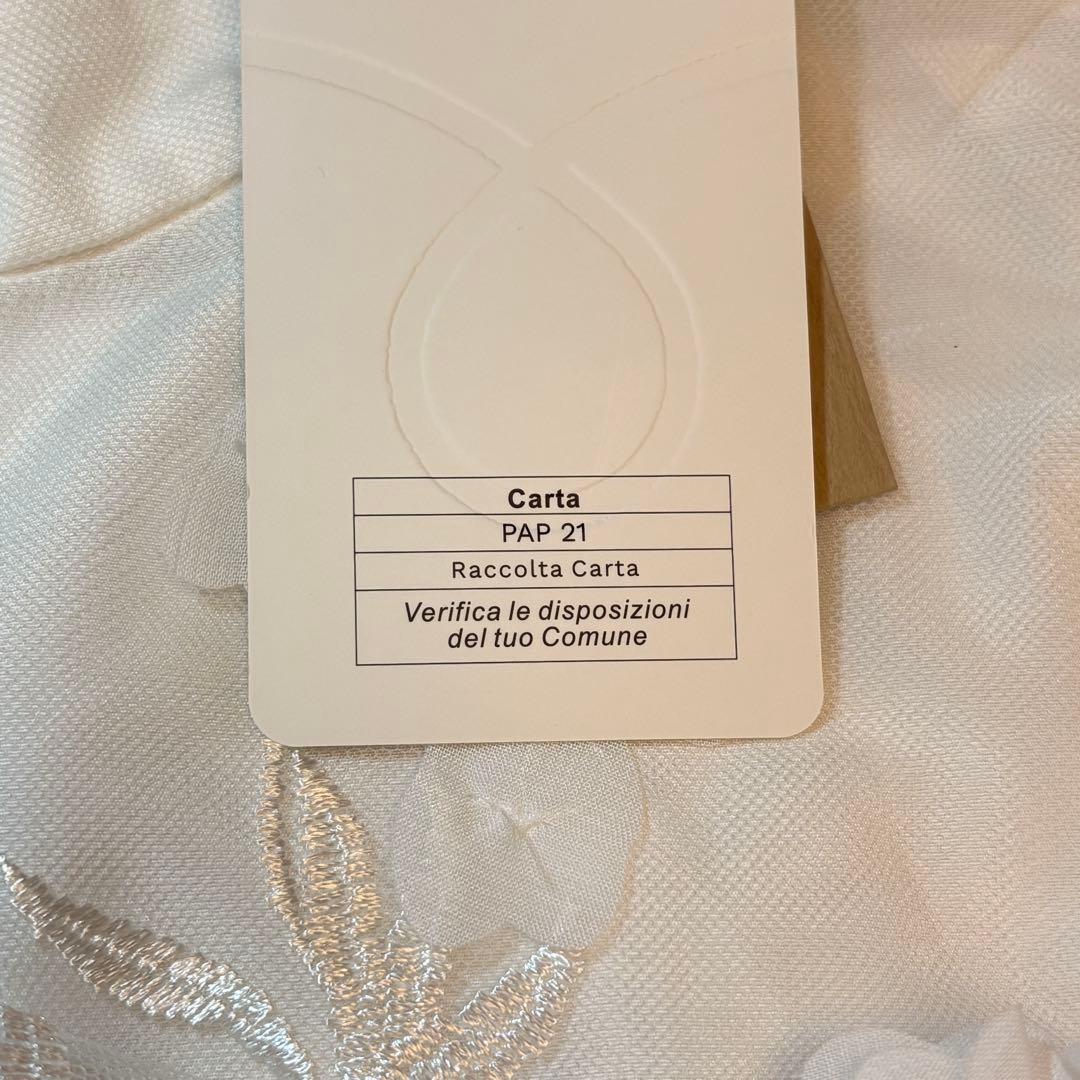 Carta
PAP 21
Raccolta Carta
Verifica le disposizioni
del tuo Comune